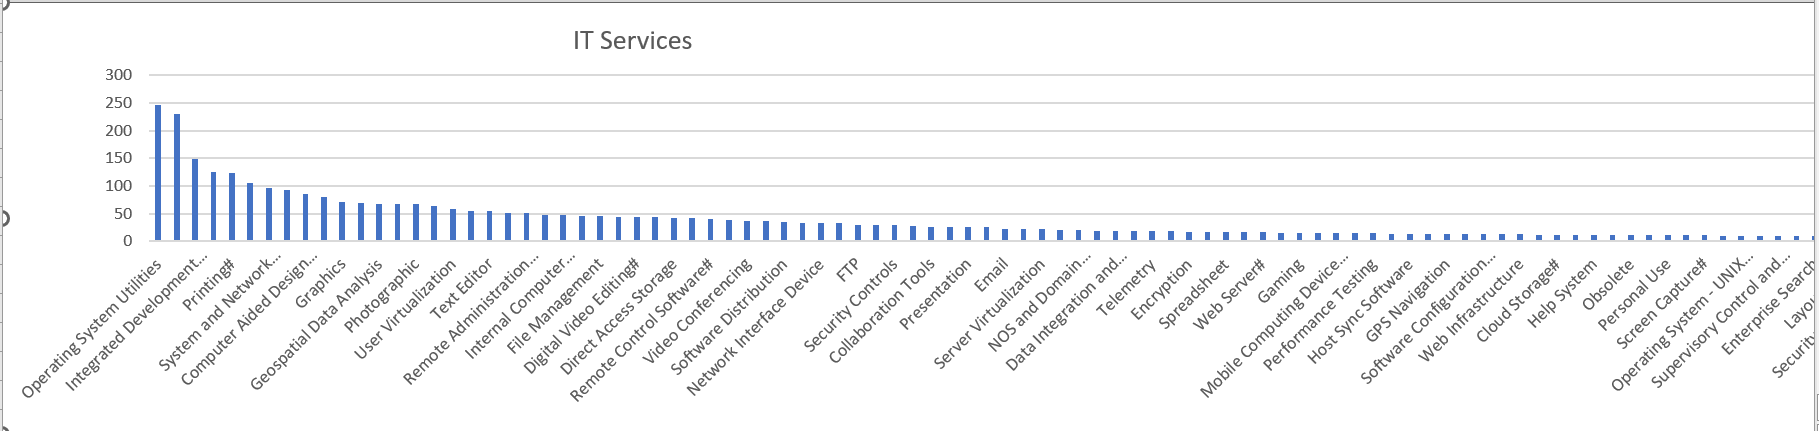 IT Services
300
250
200
150
100
50
0
Operating System Utilities
Integrated Development...
Printing#
System and Network...
Computer Aided Design...
Graphics
Geospatial Data Analysis
Photographic
User Virtualization
Text Editor
Remote Administration...
Internal Computer...
File Management
Digital Video Editing#
Direct Access Storage
Remote Control Software#
Video Conferencing
Software Distribution
Network Interface Device
FTP
Security Controls
Collaboration Tools
Presentation
Email
Server Virtualization
NOS and Domain...
Data Integration and...
Telemetry
Encryption
Spreadsheet
Web Server#
Gaming
Mobile Computing Device...
Performance Testing
Host Sync Software
GPS Navigation
Software Configuration...
Web Infrastructure
Cloud Storage#
Help System
Obsolete
Personal Use
Screen Capture#
Operating System - UNIX...
Supervisory Control and...
Enterprise Search
Layo
Security